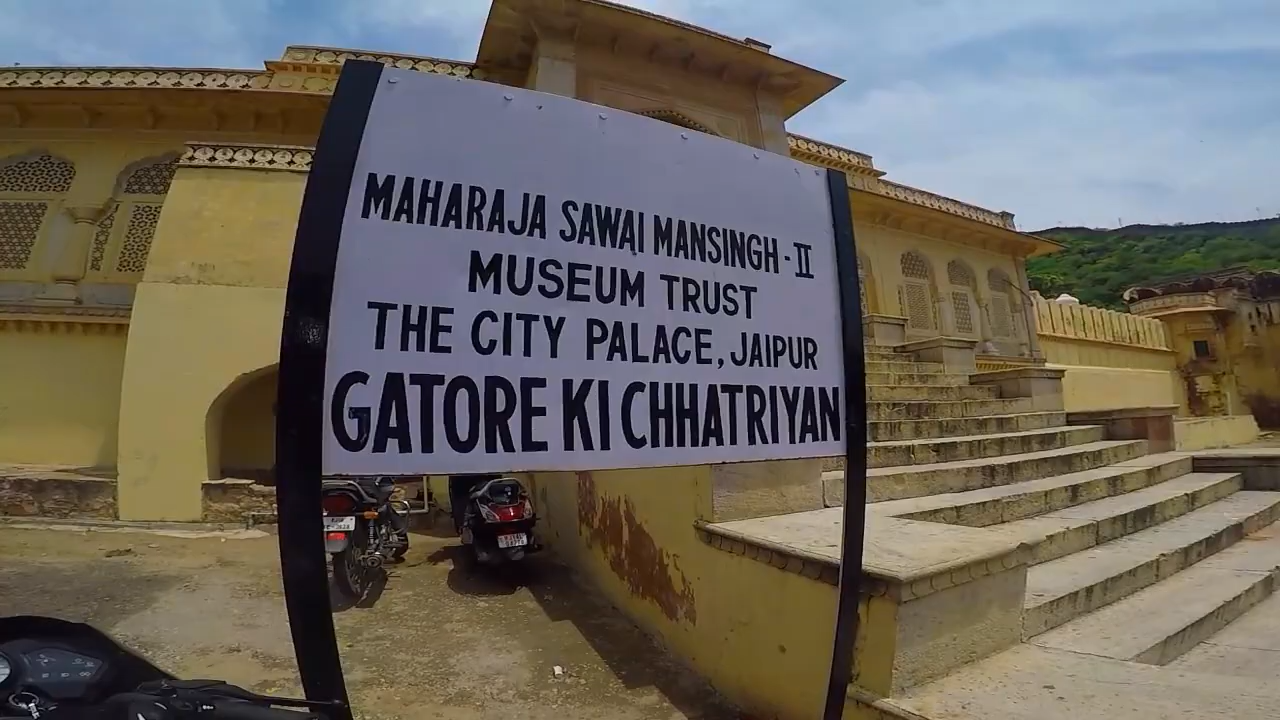 MAHARAJA SAWAI MANSINGH-II
MUSEUM TRUST
THE CITY PALACE, JAIPUR
GATORE KI CHHATRIYAN